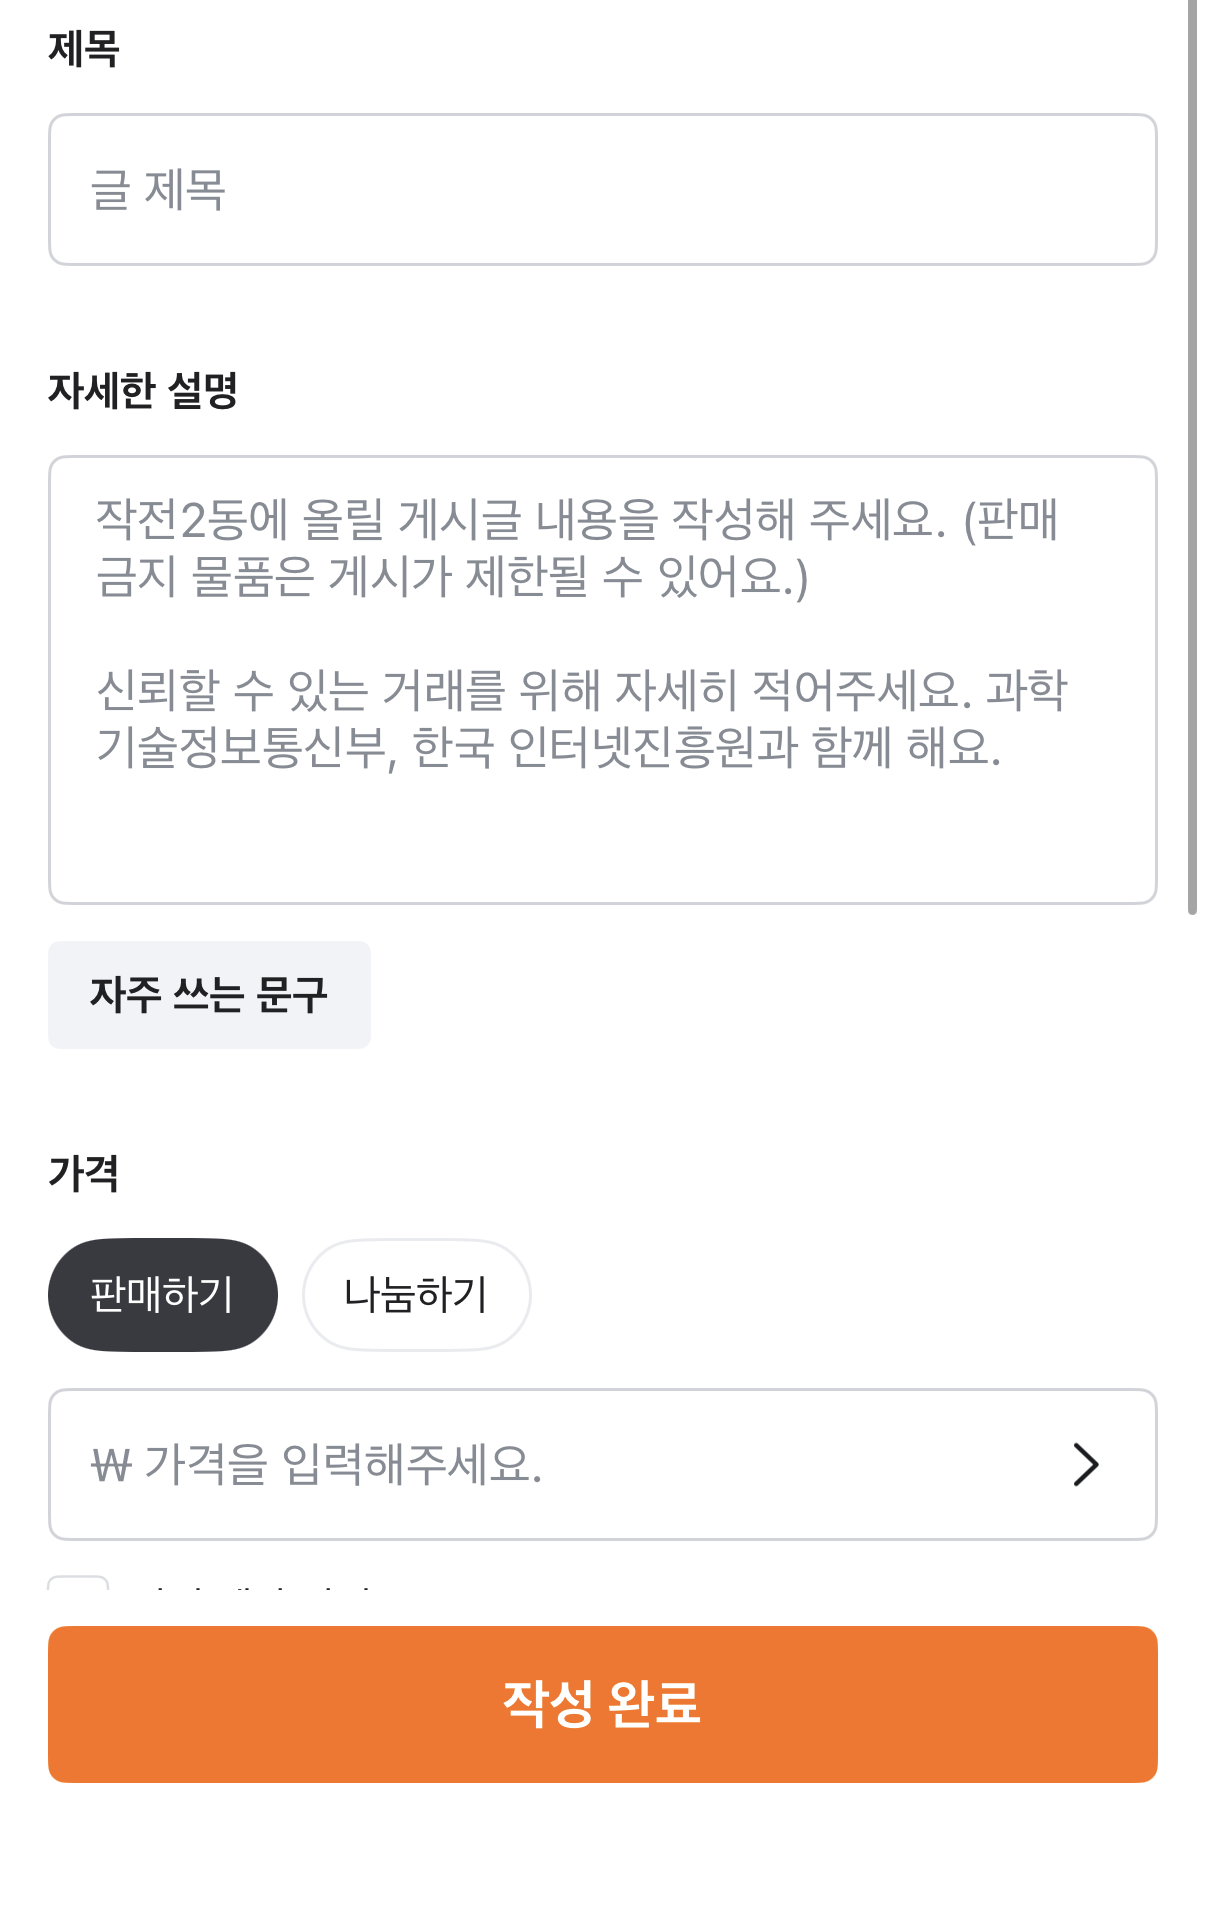 제목
글 제목
자세한 설명
작전2동에 올릴 게시글 내용을 작성해 주세요. (판매
금지 물품은 게시가 제한될 수 있어요.)
신뢰할 수 있는 거래를 위해 자세히 적어주세요. 과학
기술정보통신부, 한국 인터넷진흥원과 함께 해요.
자주 쓰는 문구
가격
판매하기
나눔하기
₩ 가격을 입력해주세요.
작성 완료